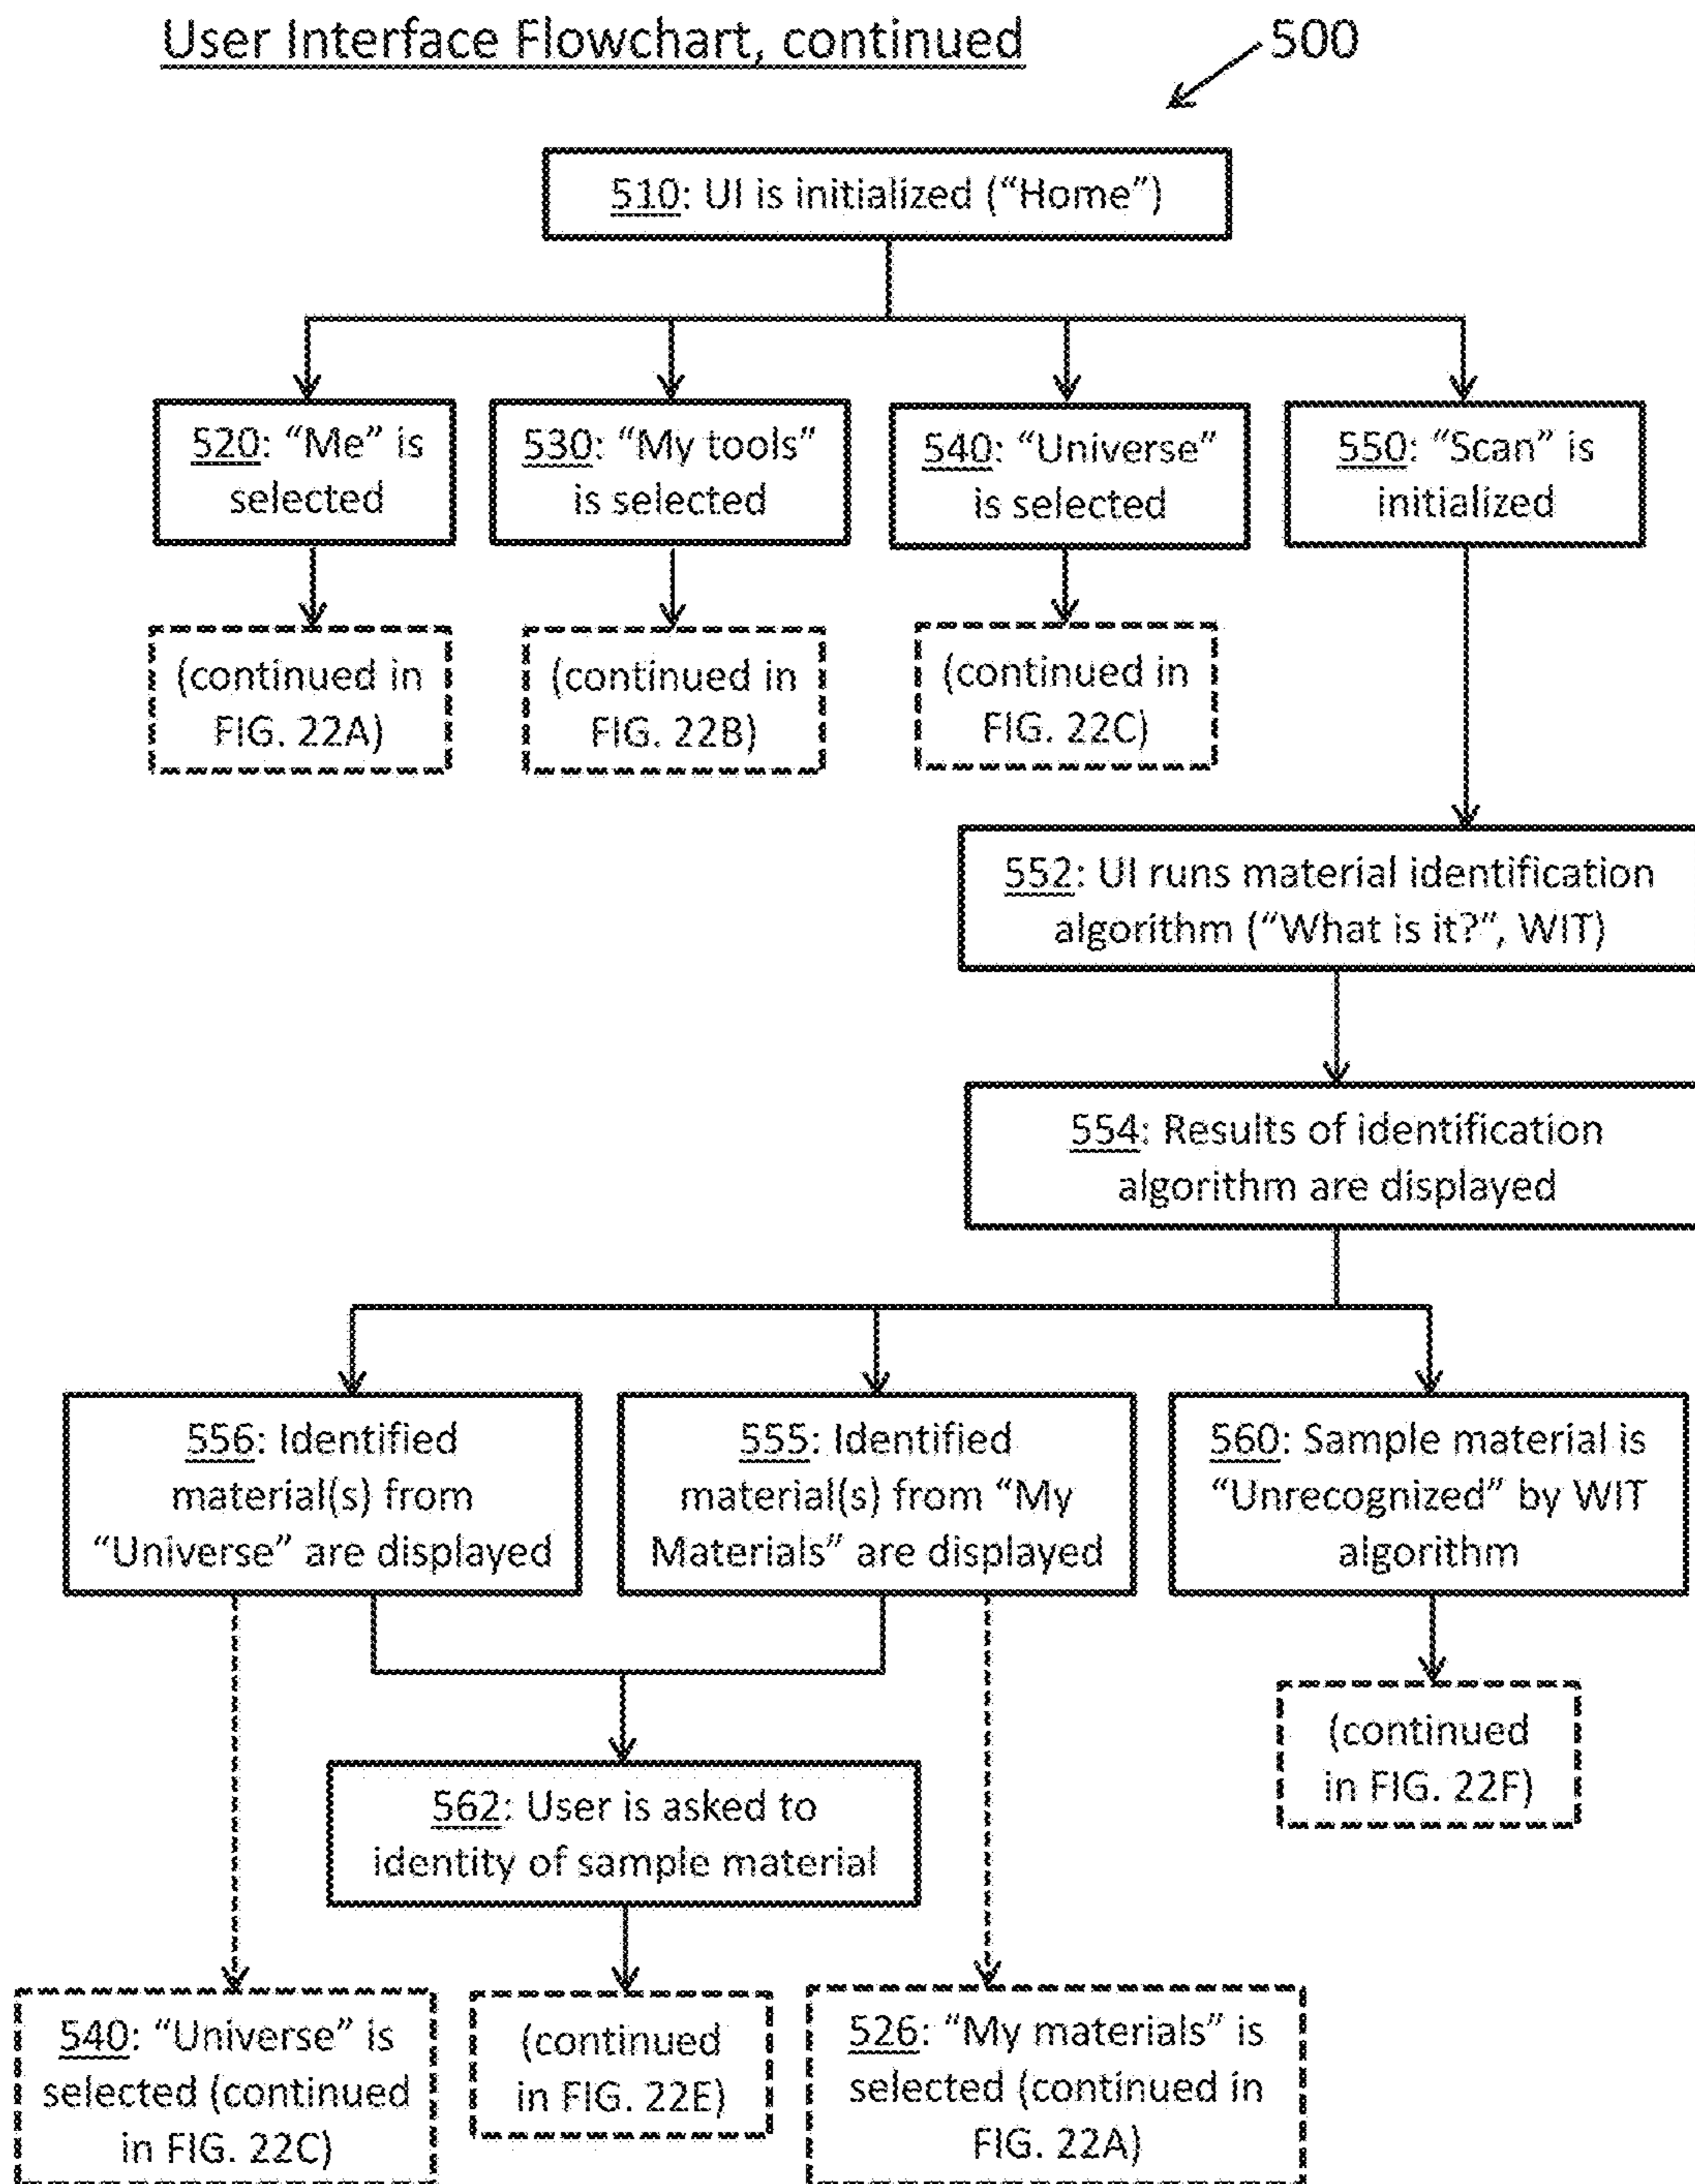 User Interface Flowchart, continued
500
510: UI is initialized (“Home”)
520: “Me” is
selected
530: “My tools”
is selected
540: “Universe”
is selected
550: “Scan” is
initialized
(continued in
FIG. 22A)
(continued in
FIG. 22B)
(continued in
FIG. 22C)
552: UI runs material identification
algorithm (“What is it?”, WIT)
554: Results of identification
algorithm are displayed
556: Identified
material(s) from
“Universe” are displayed
555: Identified
material(s) from “My
Materials” are displayed
560: Sample material is
“Unrecognized” by WIT
algorithm
(continued
in FIG. 22F)
562: User is asked to
identity of sample material
540: “Universe” is
selected (continued
in FIG. 22C)
(continued
in FIG. 22E)
526: “My materials” is
selected (continued in
FIG. 22A)